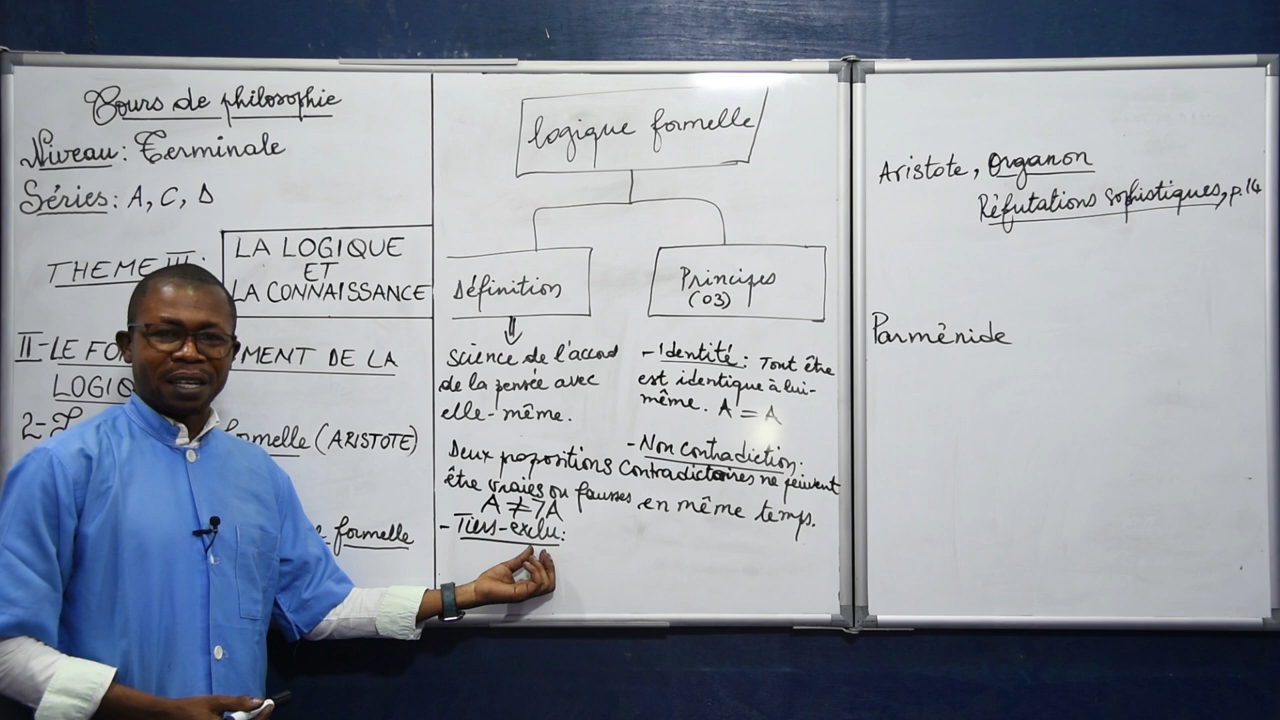 Cours de philosophie
Niveau: Terminale
Séries: A, C, D
THEME III:
LA LOGIQUE
ET
LA CONNAISSANCE
II-LE FO MENT DE LA
LOGIQ
2-L formelle (ARISTOTE)
formelle
logique formelle
Définition
Science de l'accord
de la pensée avec
elle-même.
Principes
(03)
- Identité: Tout être
est identique à lui-
même. A = A
- Non contradiction:
Deux propositions contradictoires ne peuvent
être vraies ou fausses en même temps.
A ≠ ¬A
- Tiers-exclu:
Aristote, Organon
Réfutations sophistiques, p.14
Parménide